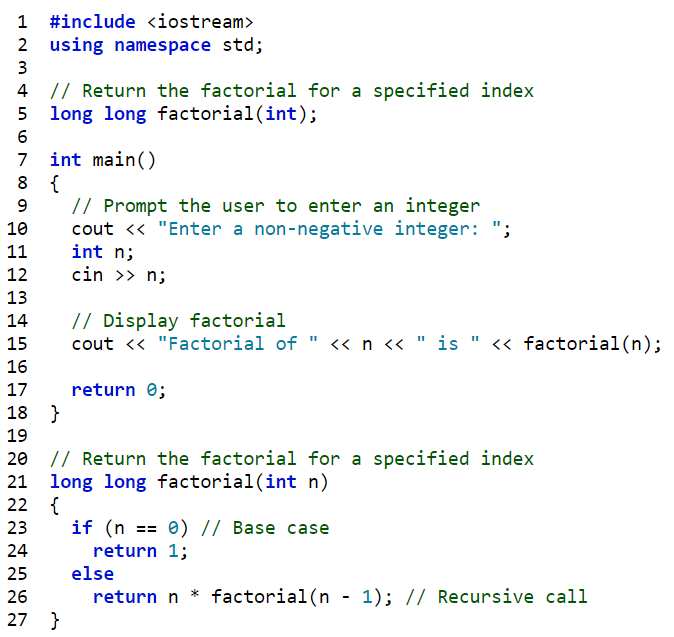 1 #include <iostream>
2 using namespace std;
3
4 // Return the factorial for a specified index
5 long long factorial(int);
6
7 int main()
8 {
9   // Prompt the user to enter an integer
10   cout << "Enter a non-negative integer: ";
11   int n;
12   cin >> n;
13
14   // Display factorial
15   cout << "Factorial of " << n << " is " << factorial(n);
16
17   return 0;
18 }
19
20 // Return the factorial for a specified index
21 long long factorial(int n)
22 {
23   if (n == 0) // Base case
24     return 1;
25   else
26     return n * factorial(n - 1); // Recursive call
27 }